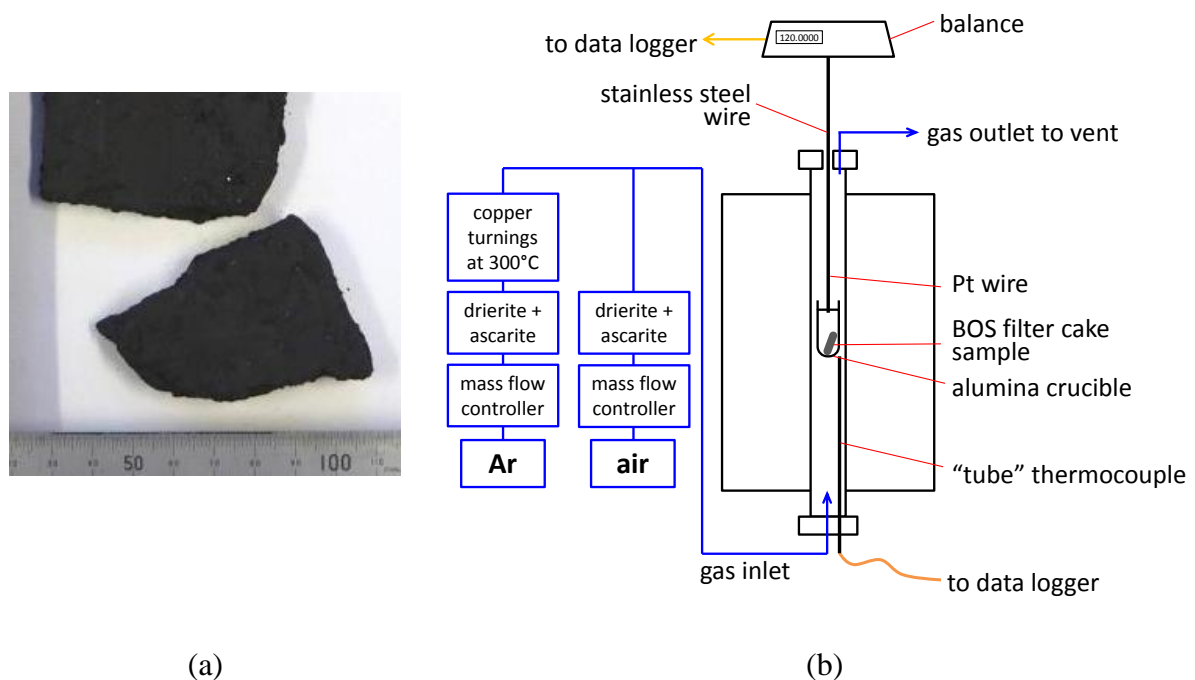 50
100
(a)
to data logger
120.0000
balance
stainless steel
wire
gas outlet to vent
copper
turnings
at 300°C
drierite +
ascarite
mass flow
controller
Ar
drierite +
ascarite
mass flow
controller
air
Pt wire
BOS filter cake
sample
alumina crucible
“tube” thermocouple
gas inlet
to data logger
(b)